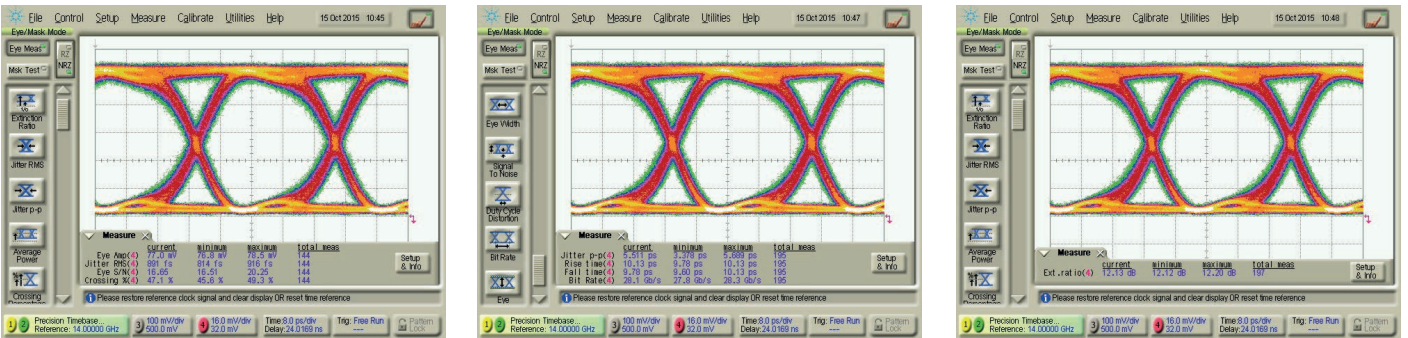 File Control Setup Measure Calibrate Utilities Help 15 Oct 2015 10:45
Eye/Mask Mode
Eye Meas
RZ
NRZ
Msk Test
Extinction
Ratio
Jitter RMS
Jitter p-p
Average
Power
Crossing
Measure
current minimum maximum total meas
Eye Amp(4) 77.0 mV 76.8 mV 78.5 mV 144
Jitter RMS(4) 891 fs 814 fs 916 fs 144
Eye S/N(4) 16.65 16.51 20.25 144
Crossing %(4) 47.1 % 45.6 % 49.3 % 144
Setup
& Info
Please restore reference clock signal and clear display OR reset time reference
1 2 Precision Timebase...
Reference: 14.00000 GHz
3 100 mV/div
500.0 mV
4 16.0 mV/div
32.0 mV
Time:8.0 ps/div
Delay:24.0169 ns
Trig: Free Run
----
Pattern
Lock
File Control Setup Measure Calibrate Utilities Help 15 Oct 2015 10:47
Eye/Mask Mode
Eye Meas
RZ
NRZ
Msk Test
Eye Width
Signal
To Noise
Duty Cycle
Distortion
Bit Rate
Eye
Measure
current minimum maximum total meas
Jitter p-p(4) 5.511 ps 3.378 ps 5.689 ps 195
Rise time(4) 10.13 ps 9.78 ps 10.13 ps 195
Fall time(4) 9.78 ps 9.60 ps 10.13 ps 195
Bit Rate(4) 28.1 Gb/s 27.8 Gb/s 28.3 Gb/s 195
Setup
& Info
Please restore reference clock signal and clear display OR reset time reference
1 2 Precision Timebase...
Reference: 14.00000 GHz
3 100 mV/div
500.0 mV
4 16.0 mV/div
32.0 mV
Time:8.0 ps/div
Delay:24.0169 ns
Trig: Free Run
----
Pattern
Lock
File Control Setup Measure Calibrate Utilities Help 15 Oct 2015 10:48
Eye/Mask Mode
Eye Meas
RZ
NRZ
Msk Test
Extinction
Ratio
Jitter RMS
Jitter p-p
Average
Power
Crossing
Measure
current minimum maximum total meas
Ext.ratio(4) 12.13 dB 12.12 dB 12.20 dB 197
Setup
& Info
Please restore reference clock signal and clear display OR reset time reference
1 2 Precision Timebase...
Reference: 14.00000 GHz
3 100 mV/div
500.0 mV
4 16.0 mV/div
32.0 mV
Time:8.0 ps/div
Delay:24.0169 ns
Trig: Free Run
----
Pattern
Lock